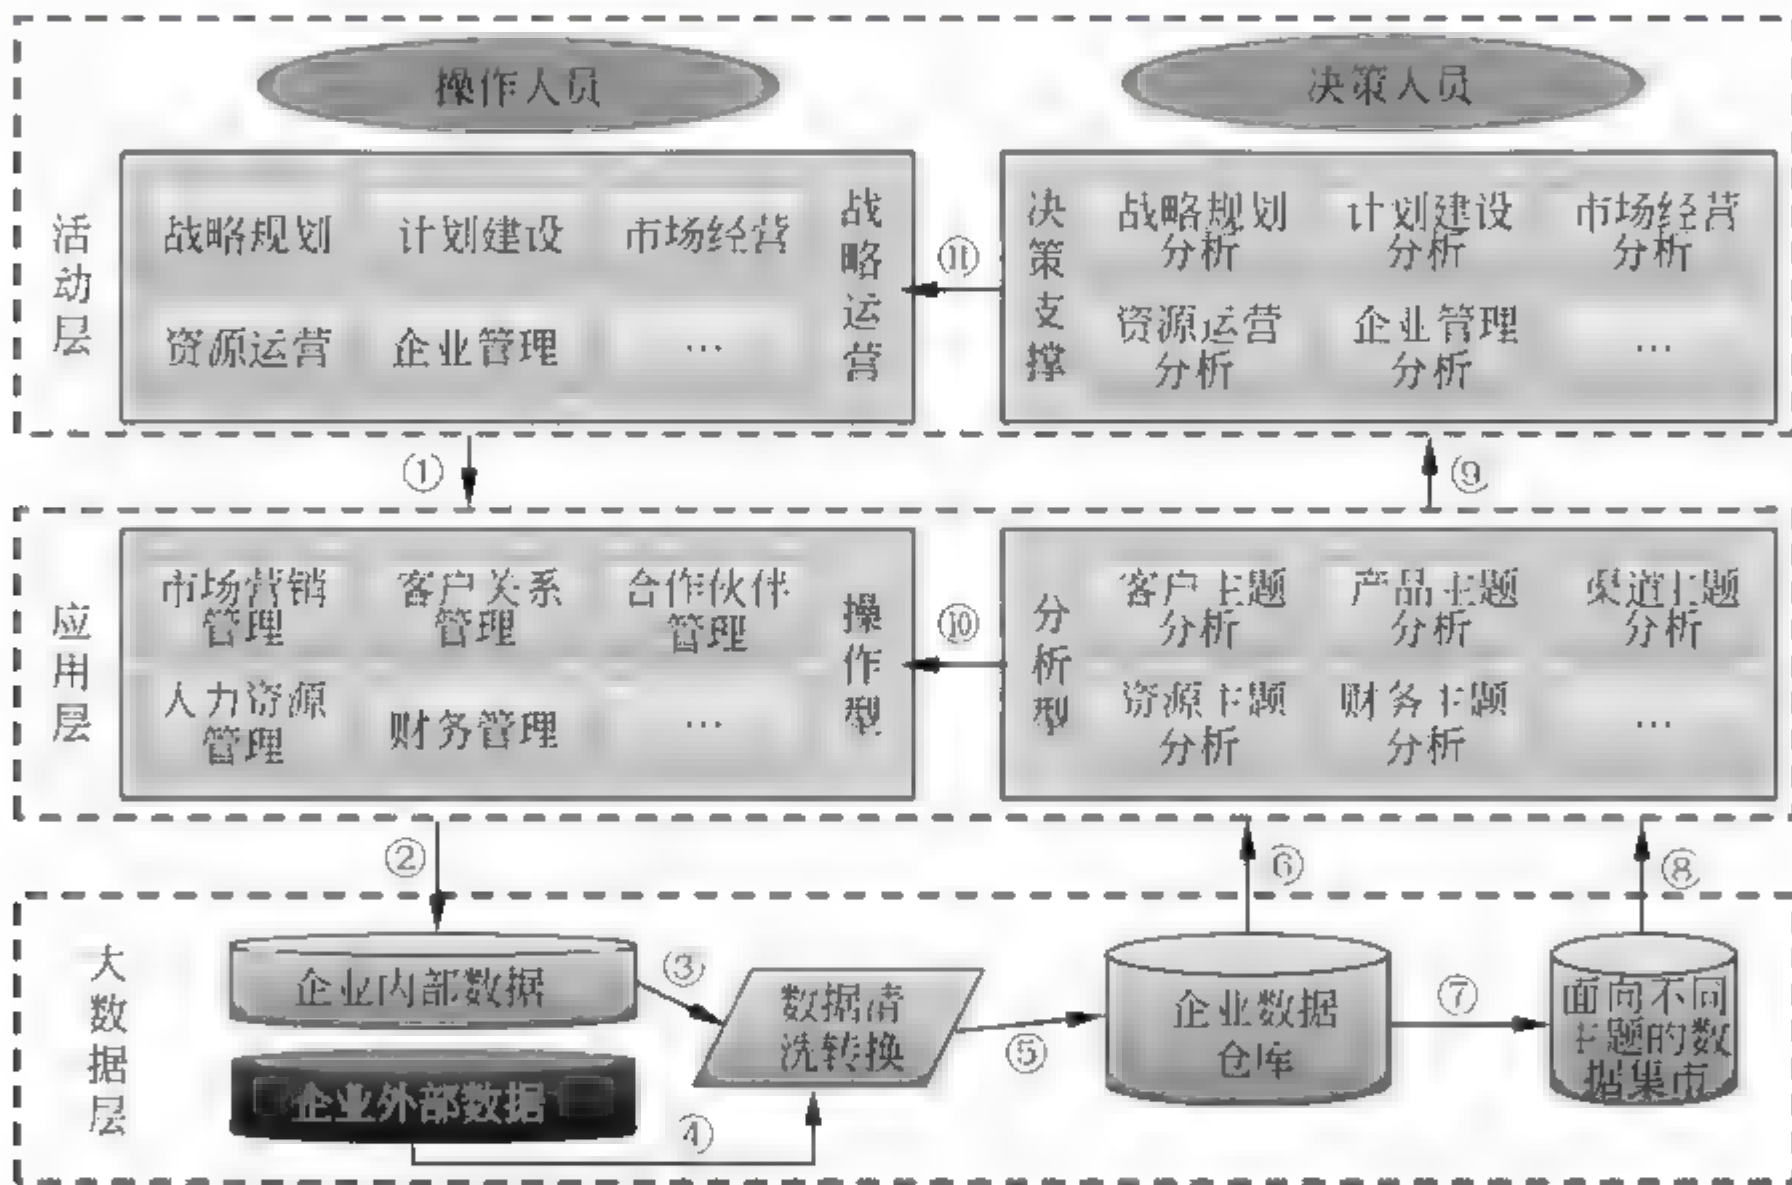 操作人员
决策人员
活动层
战略规划
计划建设
市场经营
资源运营
企业管理
…
战略运营
⑪
决策支撑
战略规划
分析
计划建设
分析
市场经营
分析
资源运营
分析
企业管理
分析
…
①
⑨
应用层
市场营销
管理
客户关系
管理
合作伙伴
管理
人力资源
管理
财务管理
…
操作型
⑩
分析型
客户主题
分析
产品主题
分析
渠道主题
分析
资源主题
分析
财务主题
分析
…
②
⑥
⑧
大数据层
企业内部数据
企业外部数据
③
④
数据清
洗转换
⑤
企业数据
仓库
⑦
面向不同
主题的数
据集市